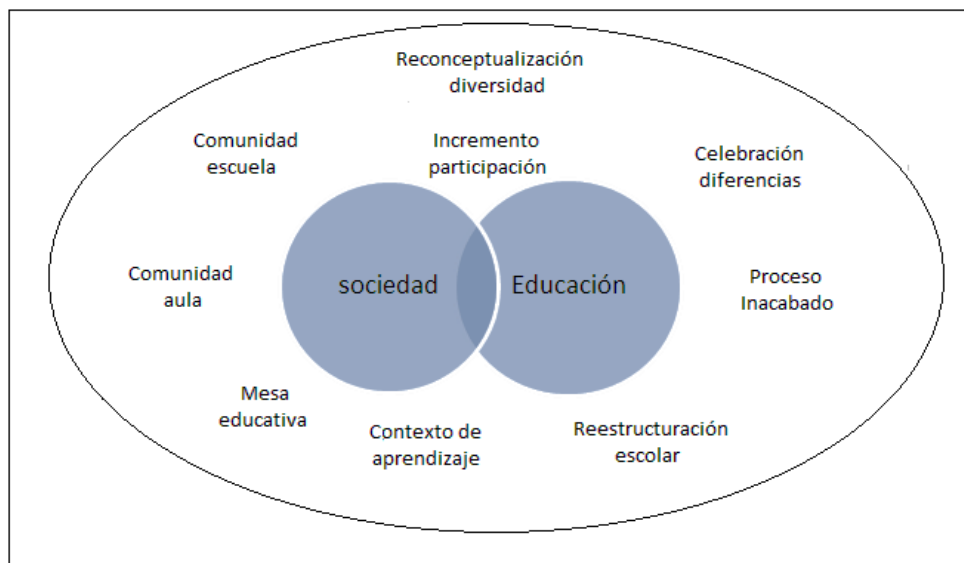 Reconceptualización
diversidad
Comunidad
escuela
Incremento
participación
Celebración
diferencias
Comunidad
aula
sociedad
Educación
Proceso
Inacabado
Mesa
educativa
Contexto de
aprendizaje
Reestructuración
escolar